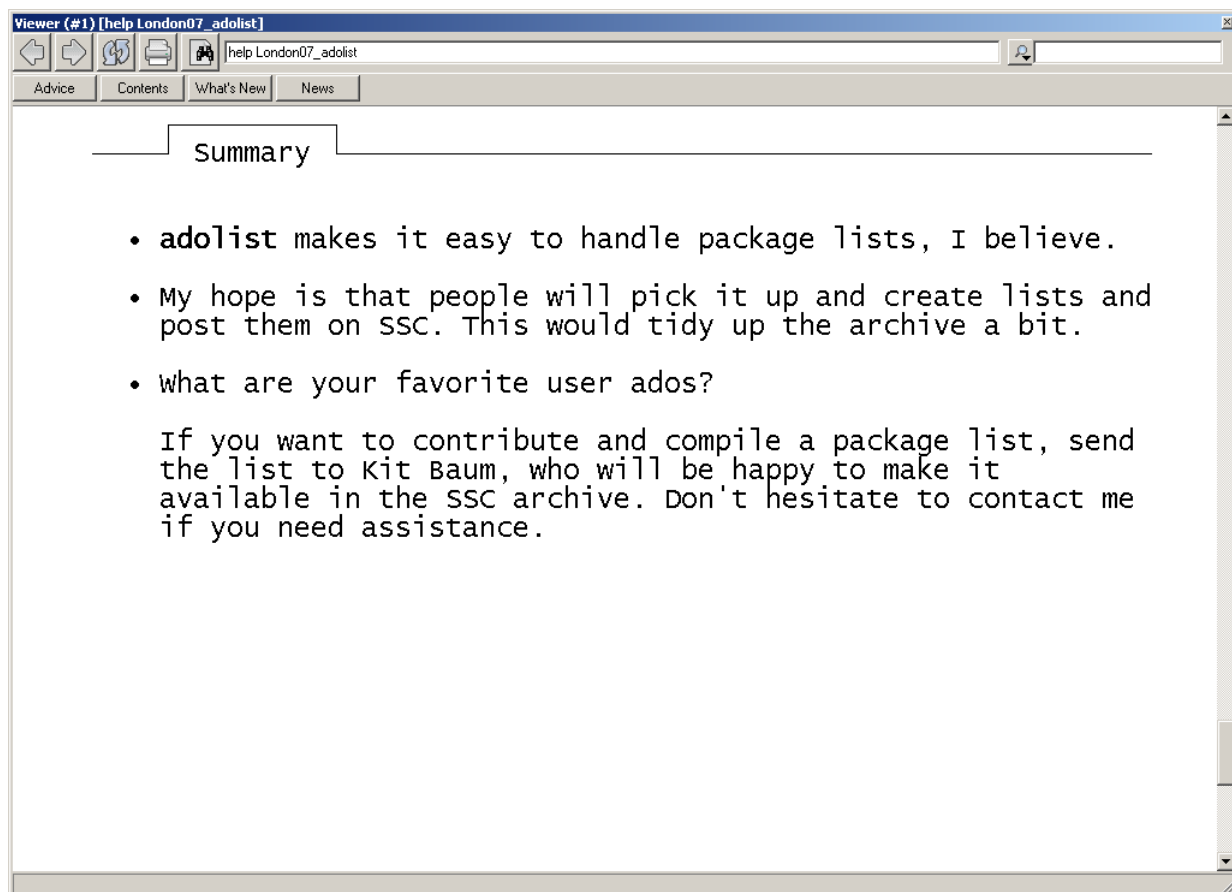 Viewer (#1) [help London07_adolist]
help London07_adolist
Advice Contents What's New News
Summary
• adolist makes it easy to handle package lists, I believe.
• My hope is that people will pick it up and create lists and
post them on SSC. This would tidy up the archive a bit.
• What are your favorite user ados?
If you want to contribute and compile a package list, send
the list to Kit Baum, who will be happy to make it
available in the SSC archive. Don't hesitate to contact me
if you need assistance.